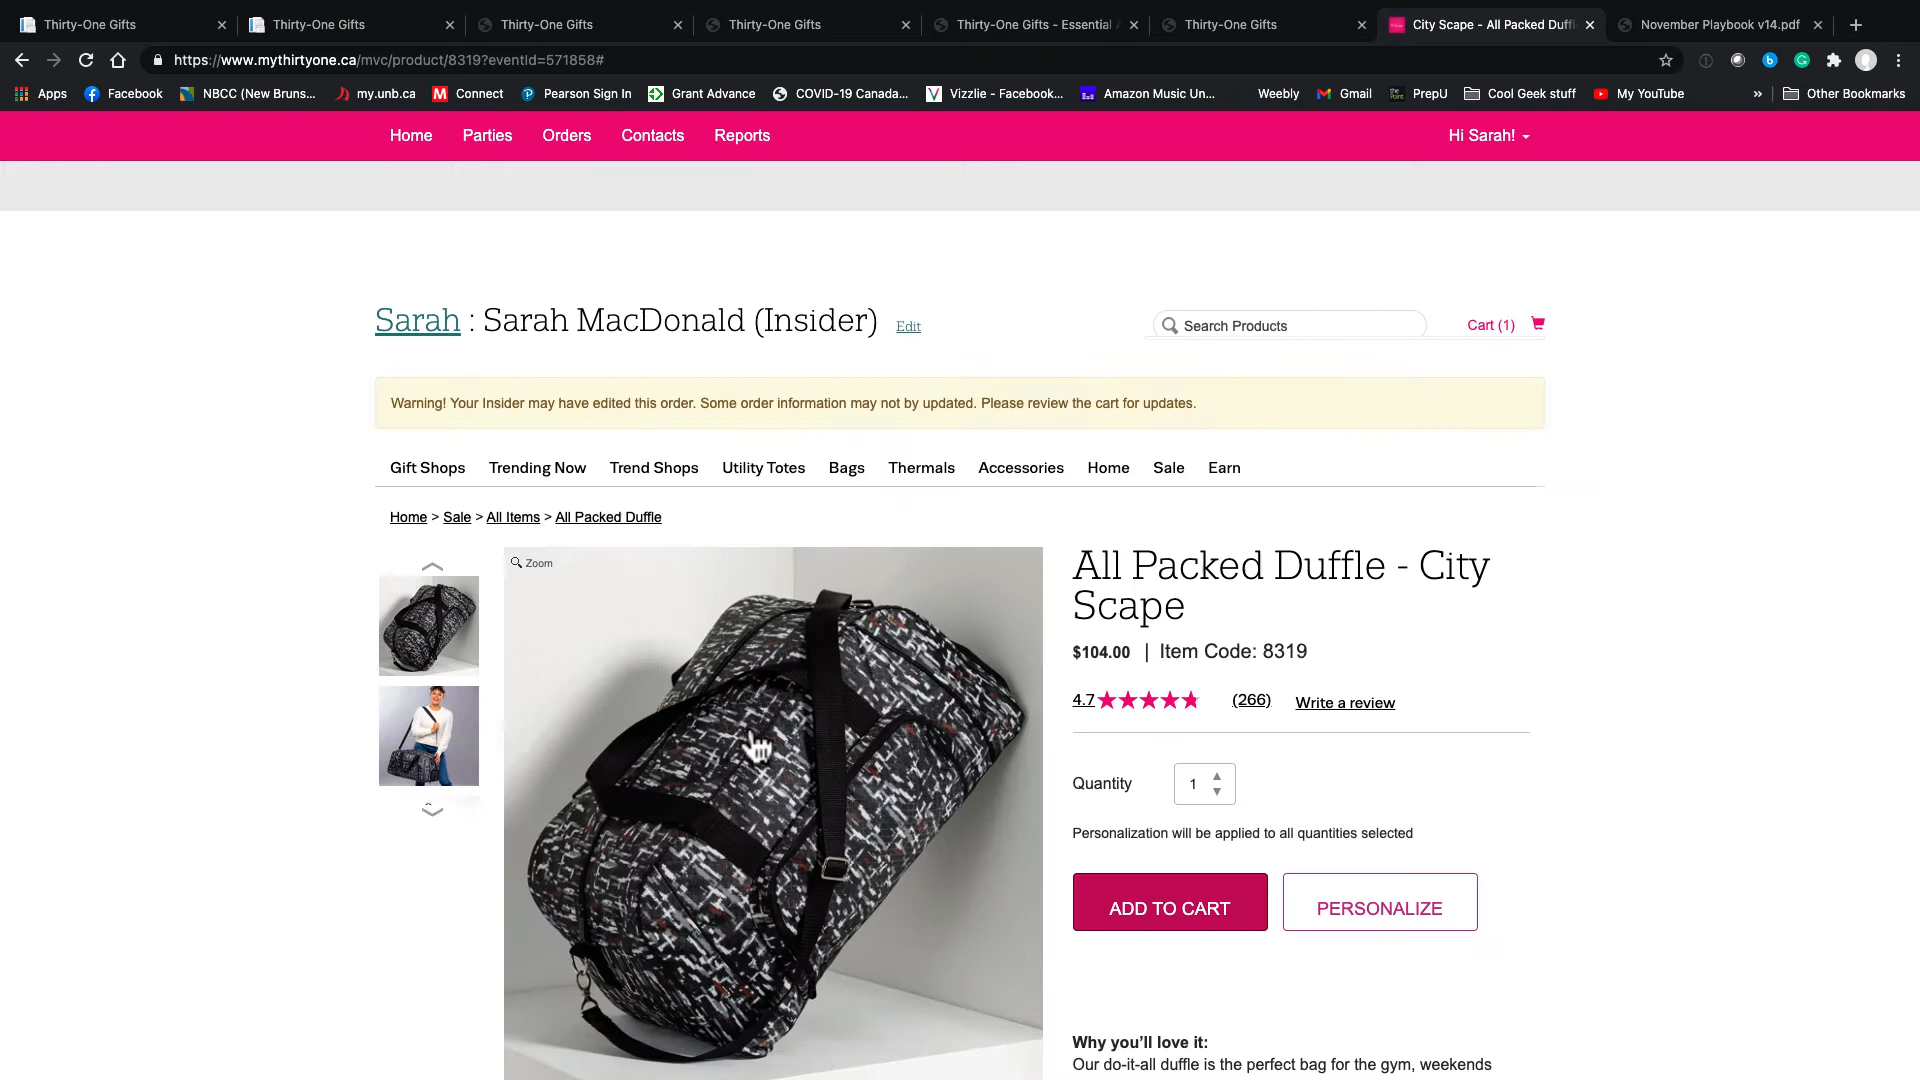 Thirty-One Gifts
Thirty-One Gifts
Thirty-One Gifts
Thirty-One Gifts
Thirty-One Gifts - Essential
Thirty-One Gifts
City Scape - All Packed Duffl
November Playbook v14.pdf
https://www.mythirtyone.ca/mvc/product/8319?eventId=571858#
Apps
Facebook
NBCC (New Bruns...
my.unb.ca
Connect
Pearson Sign In
Grant Advance
COVID-19 Canada...
Vizzlie - Facebook...
Amazon Music Un...
Weebly
Gmail
PrepU
Cool Geek stuff
My YouTube
»
Other Bookmarks
Home
Parties
Orders
Contacts
Reports
Hi Sarah!
Sarah : Sarah MacDonald (Insider) Edit
Search Products
Cart (1)
Warning! Your Insider may have edited this order. Some order information may not by updated. Please review the cart for updates.
Gift Shops
Trending Now
Trend Shops
Utility Totes
Bags
Thermals
Accessories
Home
Sale
Earn
Home > Sale > All Items > All Packed Duffle
Zoom
All Packed Duffle - City
Scape
$104.00 | Item Code: 8319
4.7 ★★★★★ (266) Write a review
Quantity 1
Personalization will be applied to all quantities selected
ADD TO CART
PERSONALIZE
Why you’ll love it:
Our do-it-all duffle is the perfect bag for the gym, weekends